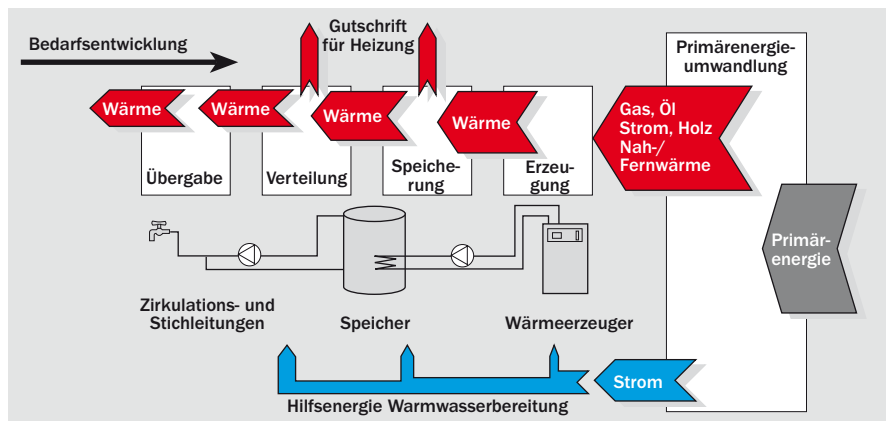 Bedarfsentwicklung
Gutschrift
für Heizung
Primärenergie-
umwandlung
Wärme
Wärme
Wärme
Wärme
Gas, Öl
Strom, Holz
Nah-/
Fernwärme
Übergabe
Verteilung
Speiche-
rung
Erzeu-
gung
Primär-
energie
Zirkulations- und
Stichleitungen
Speicher
Wärmeerzeuger
Strom
Hilfsenergie Warmwasserbereitung